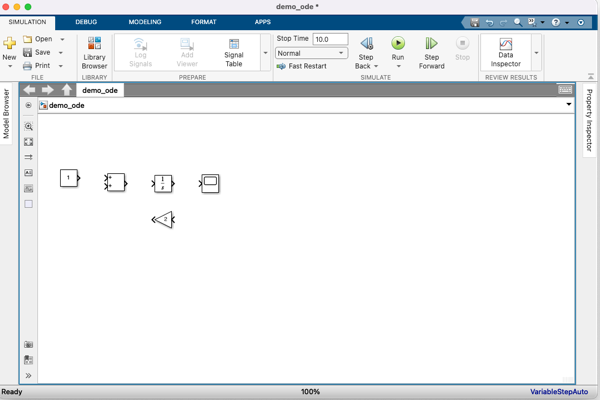 demo_ode *
SIMULATION DEBUG MODELING FORMAT APPS
New
Open
Save
Print
FILE
Library
Browser
LIBRARY
Log
Signals
Add
Viewer
Signal
Table
PREPARE
Stop Time 10.0
Normal
Fast Restart
Step
Back
Run
Step
Forward
Stop
SIMULATE
Data
Inspector
REVIEW RESULTS
Model Browser
demo_ode
demo_ode
Property Inspector
1
+
+
1
s
2
Ready 100% VariableStepAuto